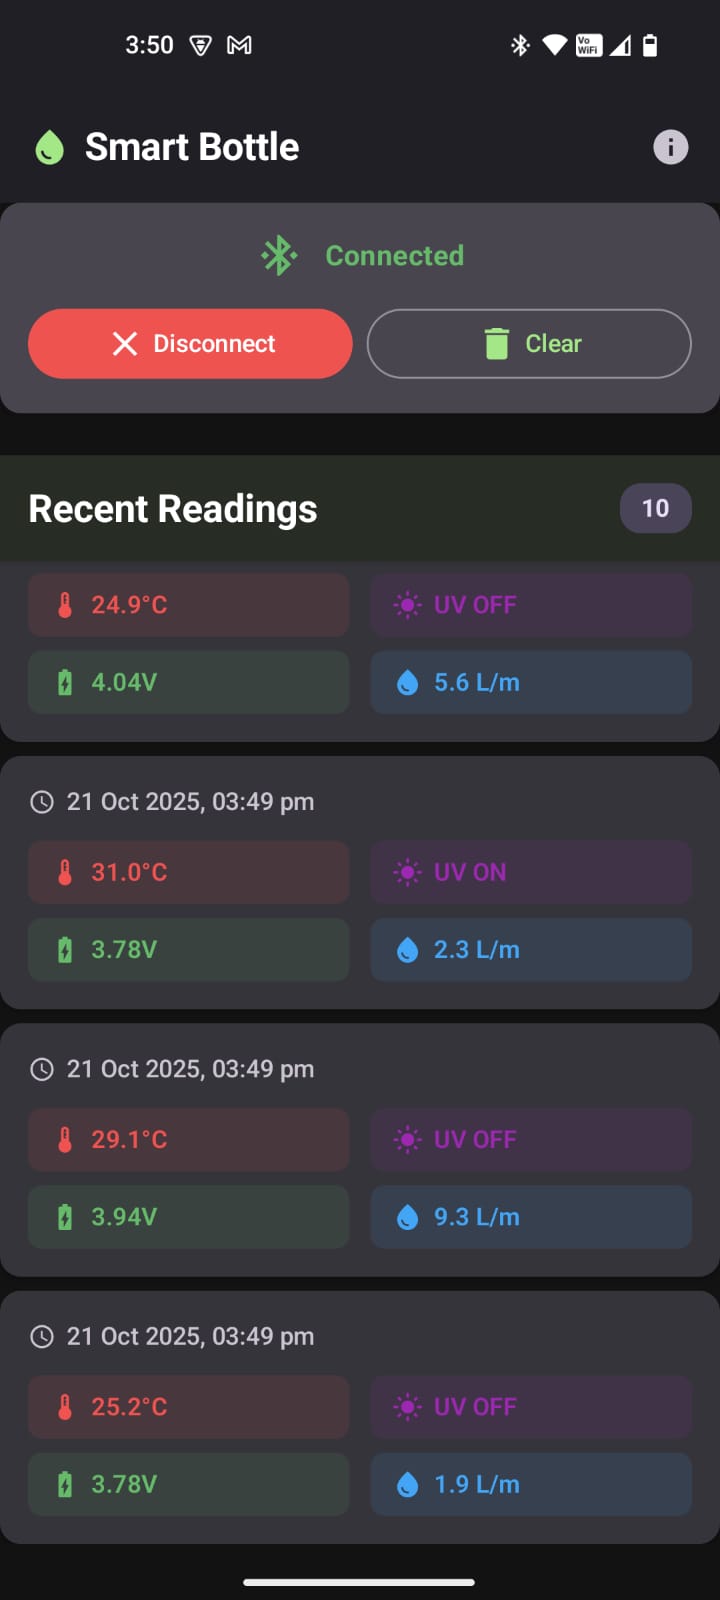 3:50
Vo WiFi
Smart Bottle
Connected
Disconnect
Clear
Recent Readings
10
24.9°C
UV OFF
4.04V
5.6 L/m
21 Oct 2025, 03:49 pm
31.0°C
UV ON
3.78V
2.3 L/m
21 Oct 2025, 03:49 pm
29.1°C
UV OFF
3.94V
9.3 L/m
21 Oct 2025, 03:49 pm
25.2°C
UV OFF
3.78V
1.9 L/m